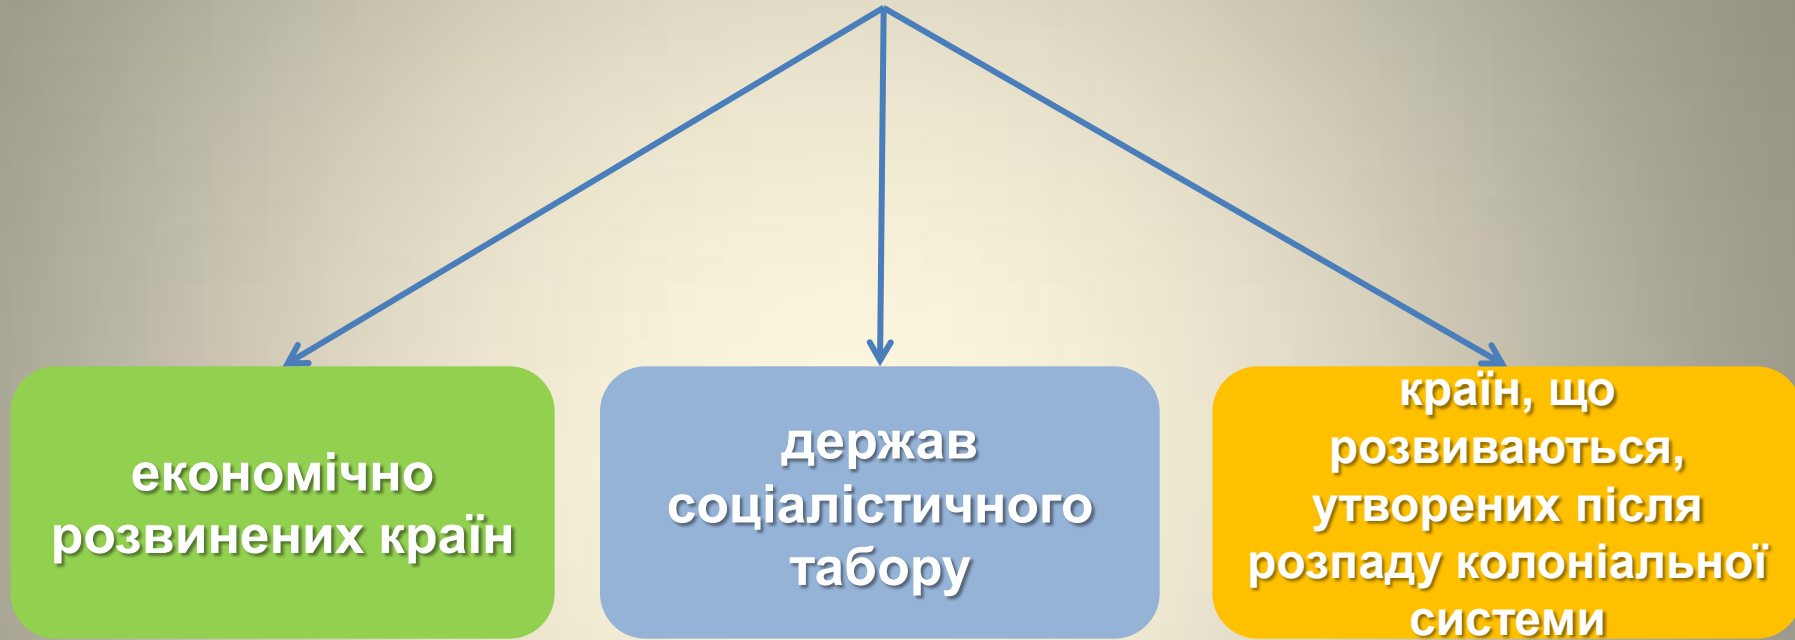 економічно
розвинених країн
держав
соціалістичного
табору
країн, що
розвиваються,
утворених після
розпаду колоніальної
системи